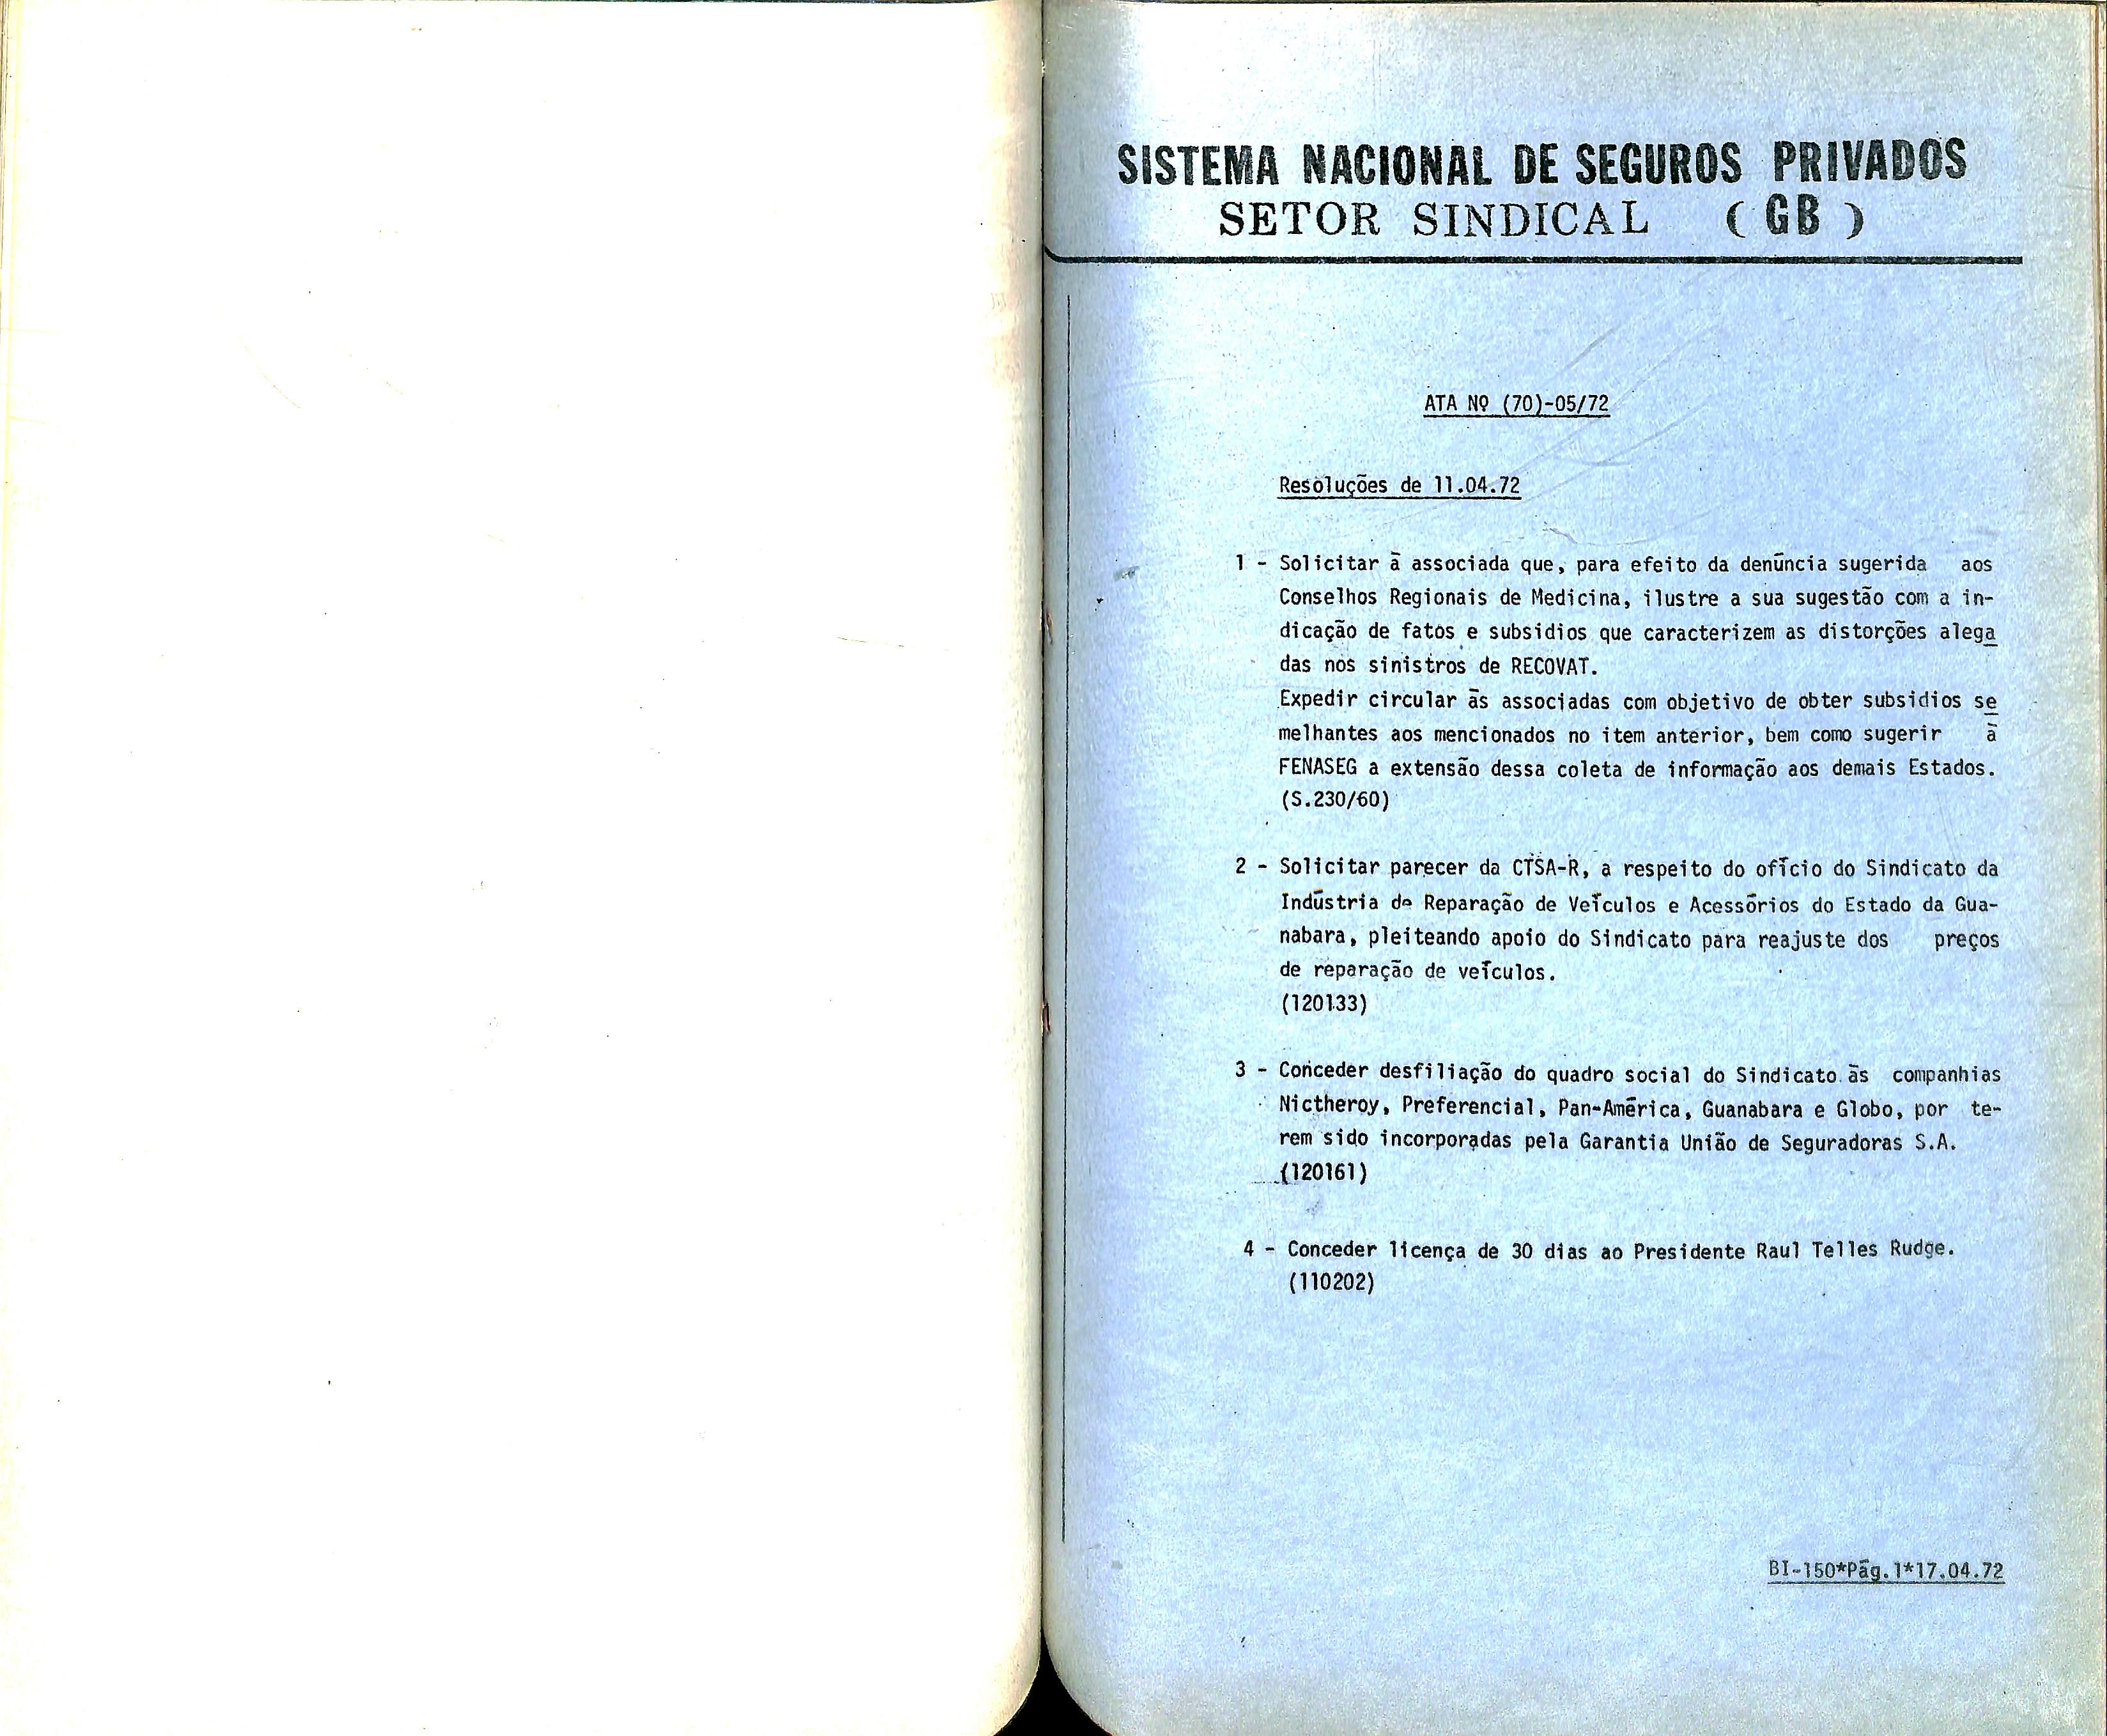 SISTEMA NACIONAL DE SEGUROS PRIVADOS
SETOR SINDICAL (GB)
ATA Nº (70)-05/72
Resoluções de 11.04.72
1 - Solicitar à associada que, para efeito da denúncia sugerida aos
Conselhos Regionais de Medicina, ilustre a sua sugestão com a in-
dicação de fatos e subsidios que caracterizem as distorções alega
das nos sinistros de RECOVAT.
Expedir circular às associadas com objetivo de obter subsidios se
melhantes aos mencionados no item anterior, bem como sugerir à
FENASEG a extensão dessa coleta de informação aos demais Estados.
(S.230/60)
2 - Solicitar parecer da CTSA-R, a respeito do ofício do Sindicato da
Indústria de Reparação de Veículos e Acessórios do Estado da Gua-
nabara, pleiteando apoio do Sindicato para reajuste dos preços
de reparação de veículos.
(120133)
3 - Conceder desfiliação do quadro social do Sindicato às companhias
Nictheroy, Preferencial, Pan-América, Guanabara e Globo, por te-
rem sido incorporadas pela Garantia União de Seguradoras S.A.
(120161)
4 - Conceder licença de 30 dias ao Presidente Raul Telles Rudge.
(110202)
BI-150*Pág.1*17.04.72